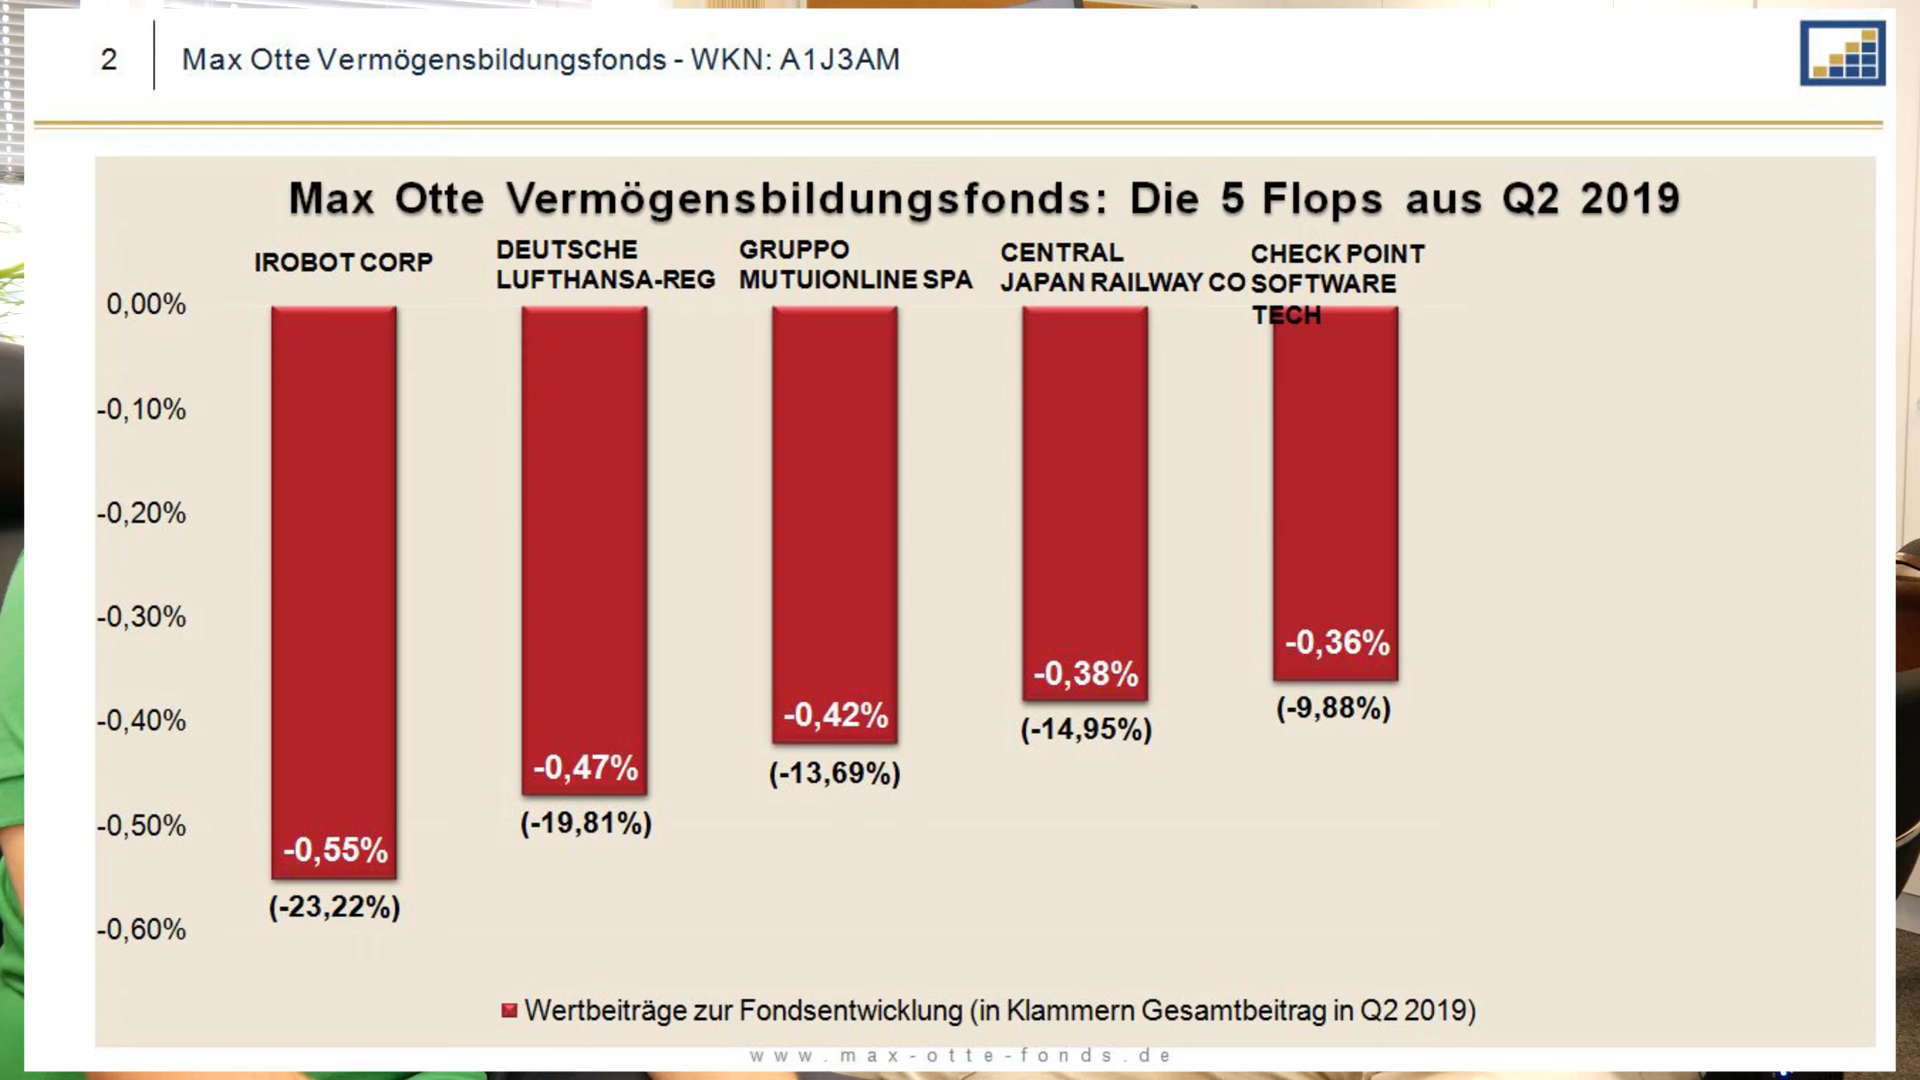 2
Max Otte Vermögensbildungsfonds - WKN: A1J3AM
Max Otte Vermögensbildungsfonds: Die 5 Flops aus Q2 2019
IROBOT CORP
DEUTSCHE
LUFTHANSA-REG
GRUPPO
MUTUIONLINE SPA
CENTRAL
JAPAN RAILWAY CO
CHECK POINT
SOFTWARE
TECH
0,00%
-0,10%
-0,20%
-0,30%
-0,40%
-0,50%
-0,60%
-0,55%
(-23,22%)
-0,47%
(-19,81%)
-0,42%
(-13,69%)
-0,38%
(-14,95%)
-0,36%
(-9,88%)
Wertbeiträge zur Fondsentwicklung (in Klammern Gesamtbeitrag in Q2 2019)
www.max-otte-fonds.de